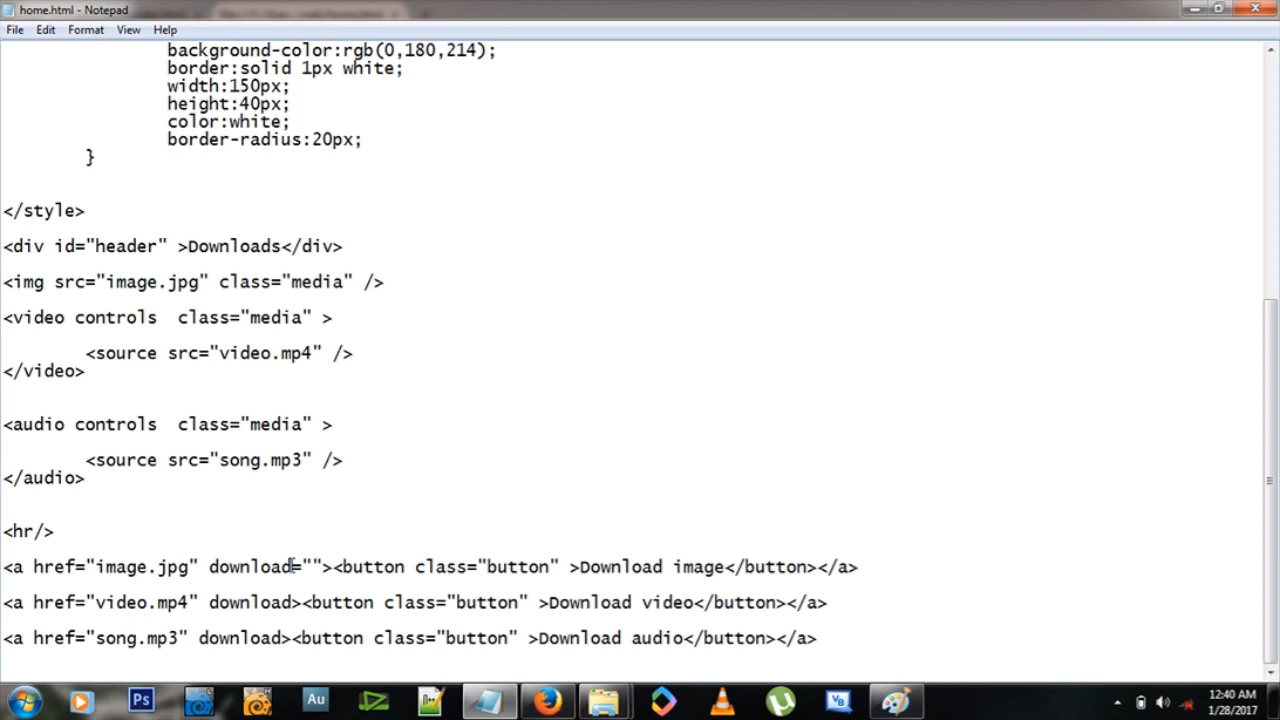 home.html - Notepad
File Edit Format View Help
background-color:rgb(0,180,214);
border:solid 1px white;
width:150px;
height:40px;
color:white;
border-radius:20px;
}
</style>
<div id="header" >Downloads</div>
<img src="image.jpg" class="media" />
<video controls  class="media" >
<source src="video.mp4" />
</video>
<audio controls  class="media" >
<source src="song.mp3" />
</audio>
<hr/>
<a href="image.jpg" download=""><button class="button" >Download image</button></a>
<a href="video.mp4" download><button class="button" >Download video</button></a>
<a href="song.mp3" download><button class="button" >Download audio</button></a>
Ps
Au
12:40 AM
1/28/2017